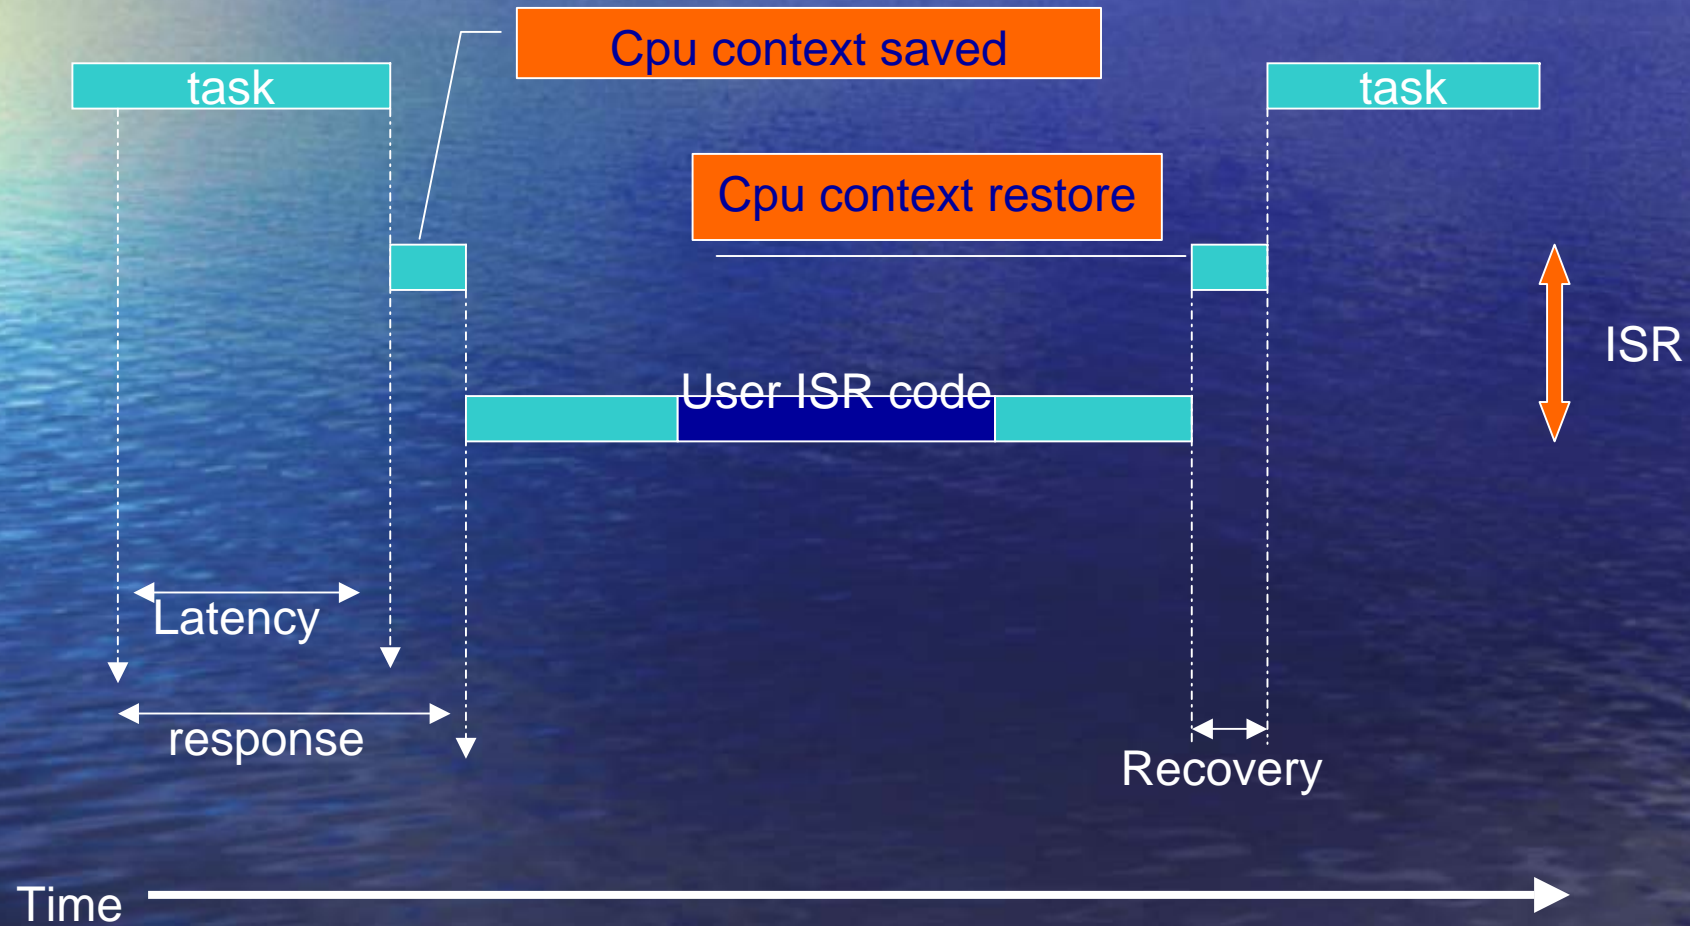 Cpu context saved
task
task
Cpu context restore
ISR
User ISR code
Latency
response
Recovery
Time